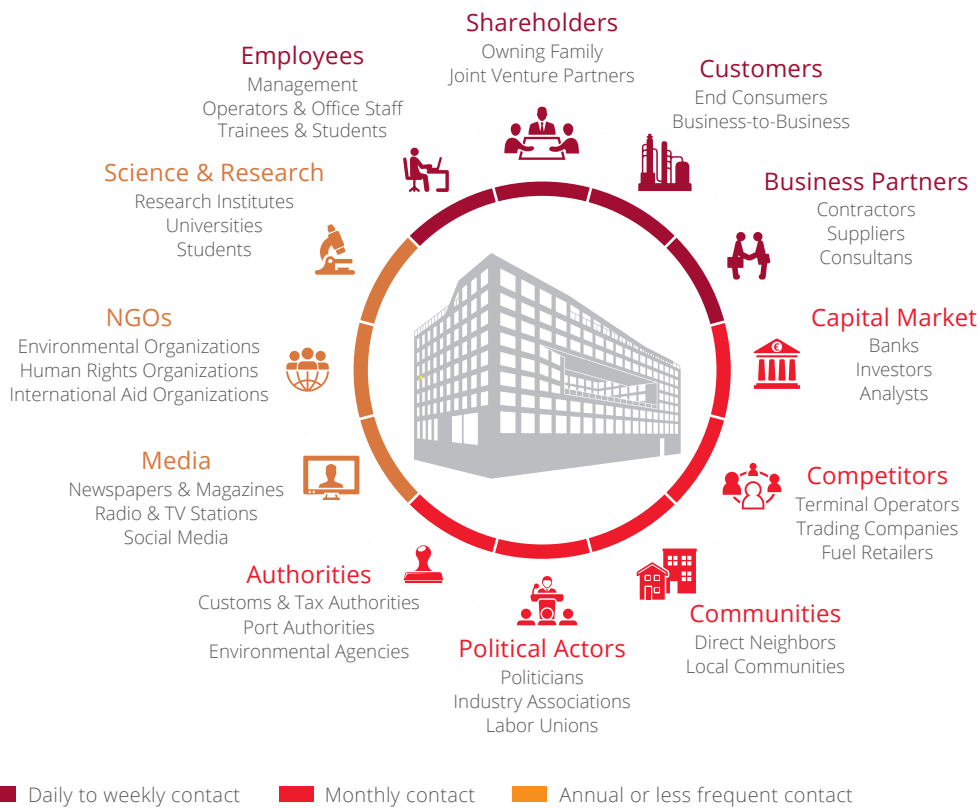 Shareholders
Owning Family
Joint Venture Partners
Employees
Management
Operators & Office Staff
Trainees & Students
Customers
End Consumers
Business-to-Business
Science & Research
Research Institutes
Universities
Students
Business Partners
Contractors
Suppliers
Consultans
NGOs
Environmental Organizations
Human Rights Organizations
International Aid Organizations
Capital Market
Banks
Investors
Analysts
€
Media
Newspapers & Magazines
Radio & TV Stations
Social Media
Competitors
Terminal Operators
Trading Companies
Fuel Retailers
Authorities
Customs & Tax Authorities
Port Authorities
Environmental Agencies
Political Actors
Politicians
Industry Associations
Labor Unions
Communities
Direct Neighbors
Local Communities
Daily to weekly contact
Monthly contact
Annual or less frequent contact